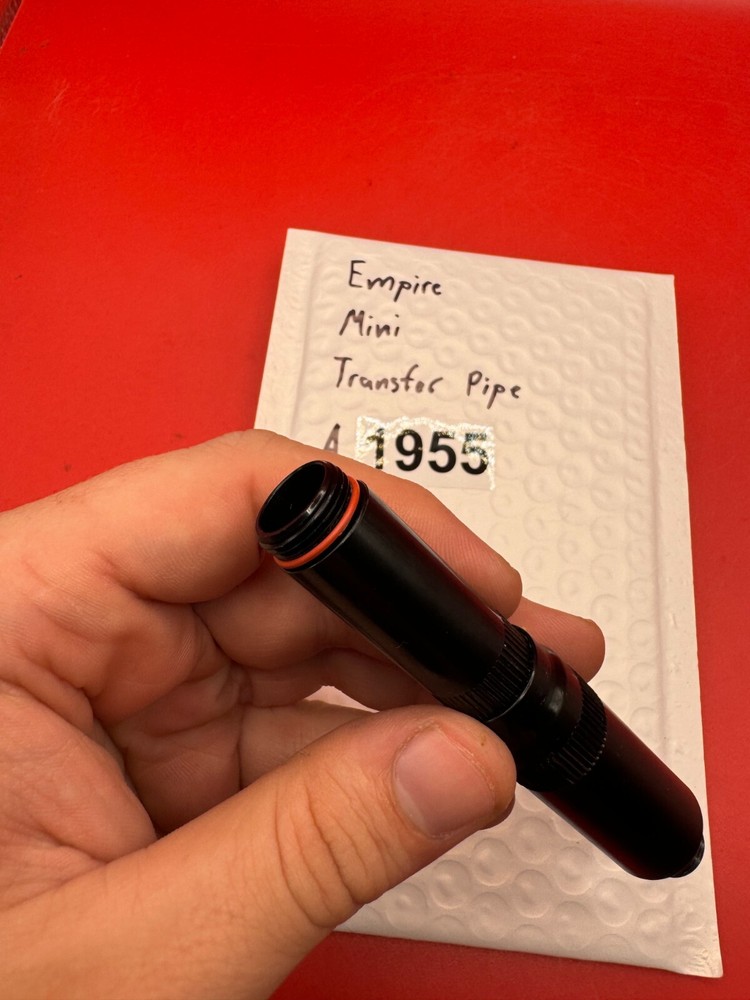 Empire
Mini
Transfer Pipe
A 1955